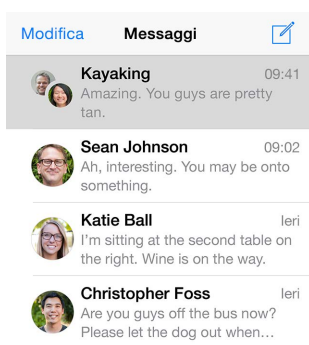 Modifica Messaggi
Kayaking 09:41
Amazing. You guys are pretty
tan.
Sean Johnson 09:02
Ah, interesting. You may be onto
something.
Katie Ball Ieri
I'm sitting at the second table on
the right. Wine is on the way.
Christopher Foss Ieri
Are you guys off the bus now?
Please let the dog out when...